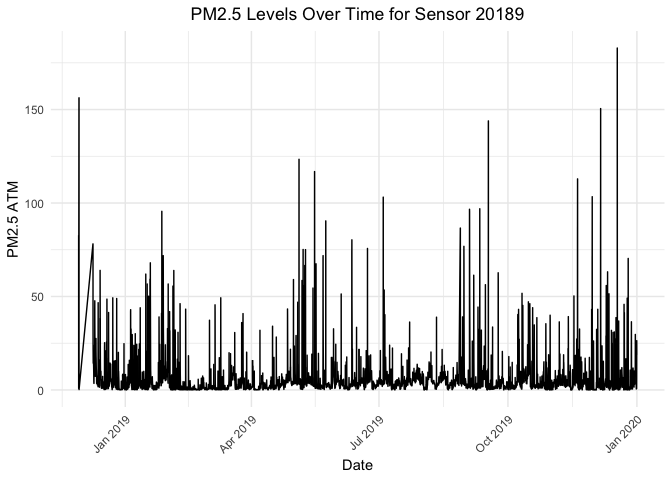 PM2.5 Levels Over Time for Sensor 20189
PM2.5 ATM
150
100
50
0
Jan 2019
Apr 2019
Jul 2019
Oct 2019
Jan 2020
Date